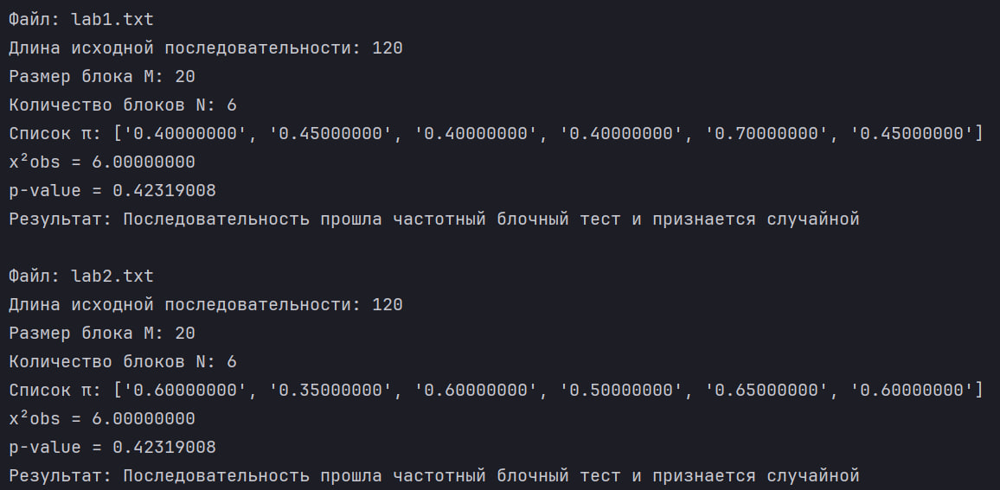 Файл: lab1.txt
Длина исходной последовательности: 120
Размер блока M: 20
Количество блоков N: 6
Список π: ['0.40000000', '0.45000000', '0.40000000', '0.40000000', '0.70000000', '0.45000000']
x²obs = 6.00000000
p-value = 0.42319008
Результат: Последовательность прошла частотный блочный тест и признается случайной
Файл: lab2.txt
Длина исходной последовательности: 120
Размер блока M: 20
Количество блоков N: 6
Список π: ['0.60000000', '0.35000000', '0.60000000', '0.50000000', '0.65000000', '0.60000000']
x²obs = 6.00000000
p-value = 0.42319008
Результат: Последовательность прошла частотный блочный тест и признается случайной